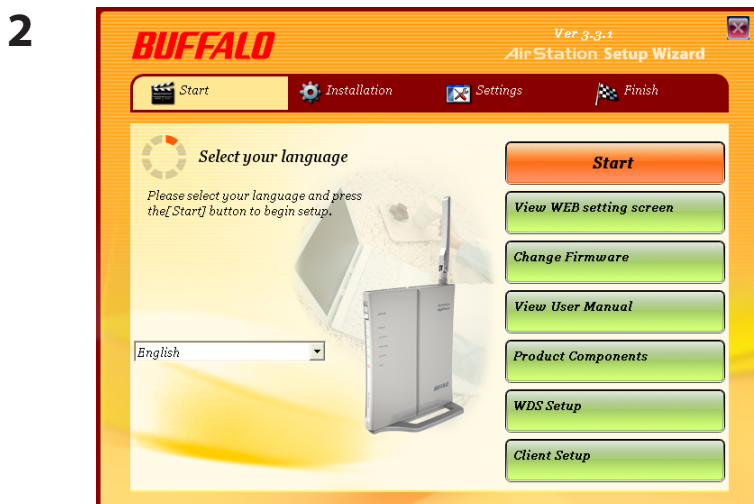 2
BUFFALO
Ver 3.3.1
AirStation Setup Wizard
Start
Installation
Settings
Finish
Select your language
Please select your language and press
the[Start] button to begin setup.
English
Start
View WEB setting screen
Change Firmware
View User Manual
Product Components
WDS Setup
Client Setup